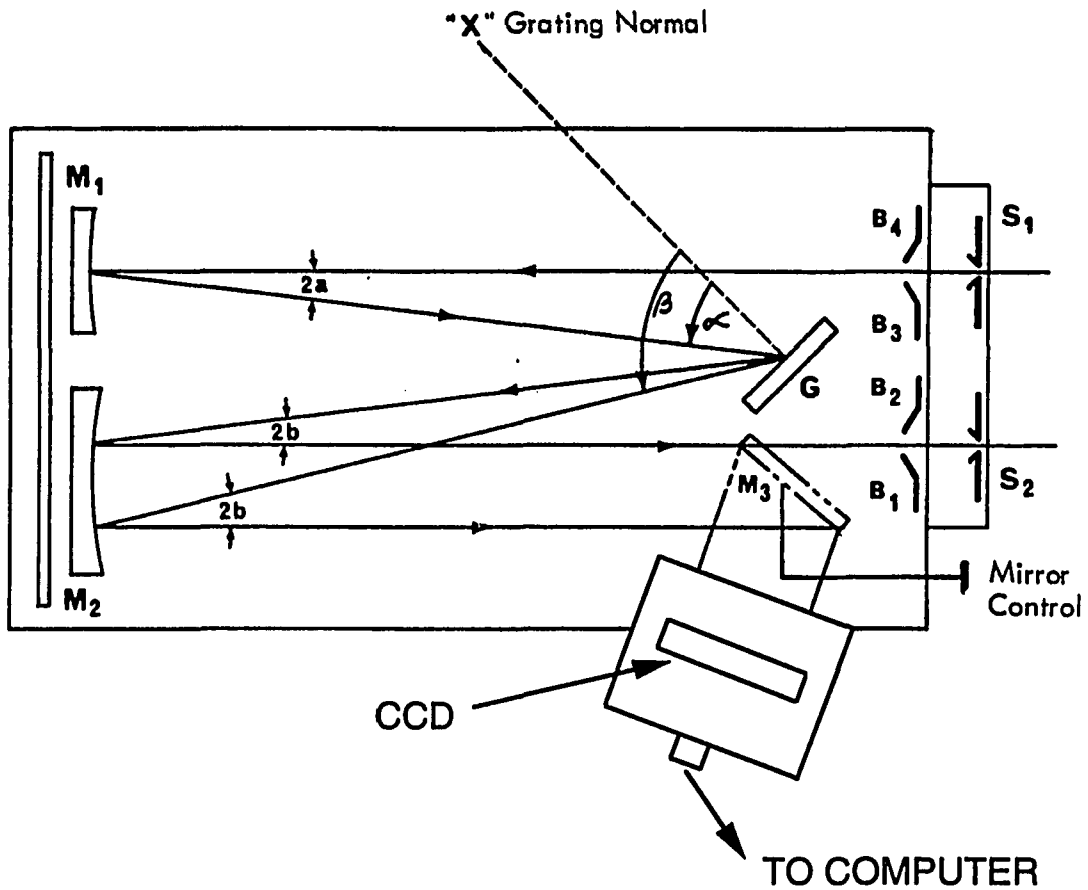 "X" Grating Normal
M1
B4
S1
2a
β
α
B3
G
B2
2b
M3
B1
S2
2b
M2
Mirror
Control
CCD
TO COMPUTER